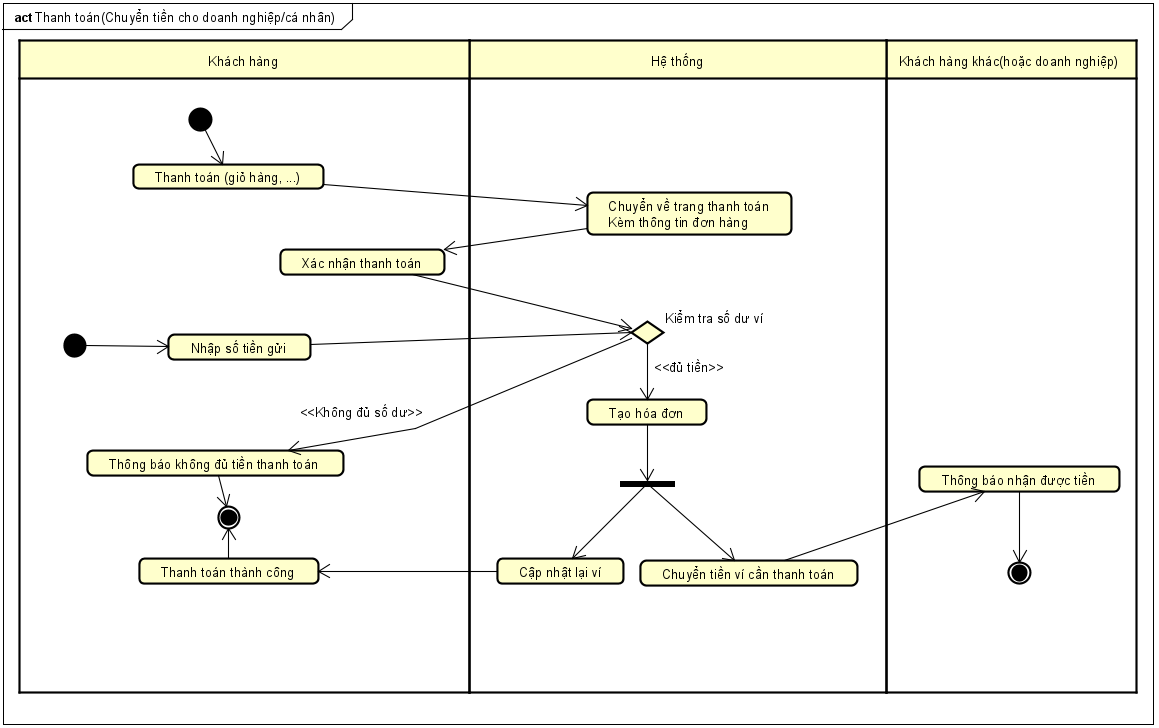 act Thanh toán(Chuyển tiền cho doanh nghiệp/cá nhân)
Khách hàng
Hệ thống
Khách hàng khác(hoặc doanh nghiệp)
Thanh toán (giỏ hàng, ...)
Chuyển về trang thanh toán
Kèm thông tin đơn hàng
Xác nhận thanh toán
Kiểm tra số dư ví
Nhập số tiền gửi
<<đủ tiền>>
<<Không đủ số dư>>
Tạo hóa đơn
Thông báo không đủ tiền thanh toán
Thông báo nhận được tiền
Thanh toán thành công
Cập nhật lại ví
Chuyển tiền ví cần thanh toán